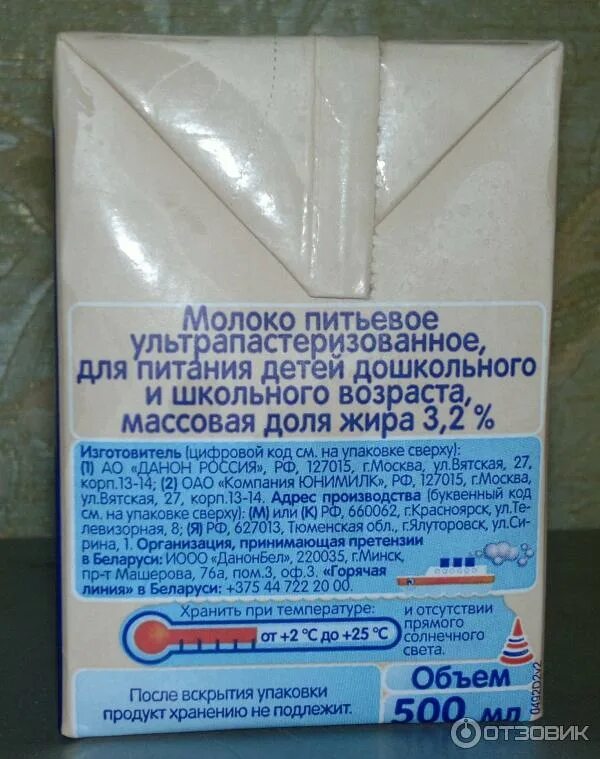 Молоко питьевое
ультрапастеризованное,
для питания детей дошкольного
и школьного возраста,
массовая доля жира 3,2 %
Изготовитель (цифровой код см. на упаковке сверху):
(1) АО «ДАНОН РОССИЯ», РФ, 127015, г.Москва, ул.Вятская, 27,
корп.13-14; (2) ОАО «Компания ЮНИМИЛК», РФ, 127015, г.Москва,
ул.Вятская, 27, корп.13-14. Адрес производства (буквенный код
см. на упаковке сверху): (М) или (К) РФ, 660062, г.Красноярск, ул.Те-
левизорная, 8; (Я) РФ, 627013, Тюменская обл., г.Ялуторовск, ул.Си-
рина, 1. Организация, принимающая претензии
в Беларуси: ИООО «ДанонБел», 220035, г.Минск,
пр-т Машерова, 76а, пом.3, оф.3. «Горячая
линия» в Беларуси: +375 44 722 20 00.
Хранить при температуре:
от +2 °C до +25 °C
и отсутствии
прямого
солнечного
света.
После вскрытия упаковки
продукт хранению не подлежит.
Объем
500 мл
04920252
ОТЗОВИК